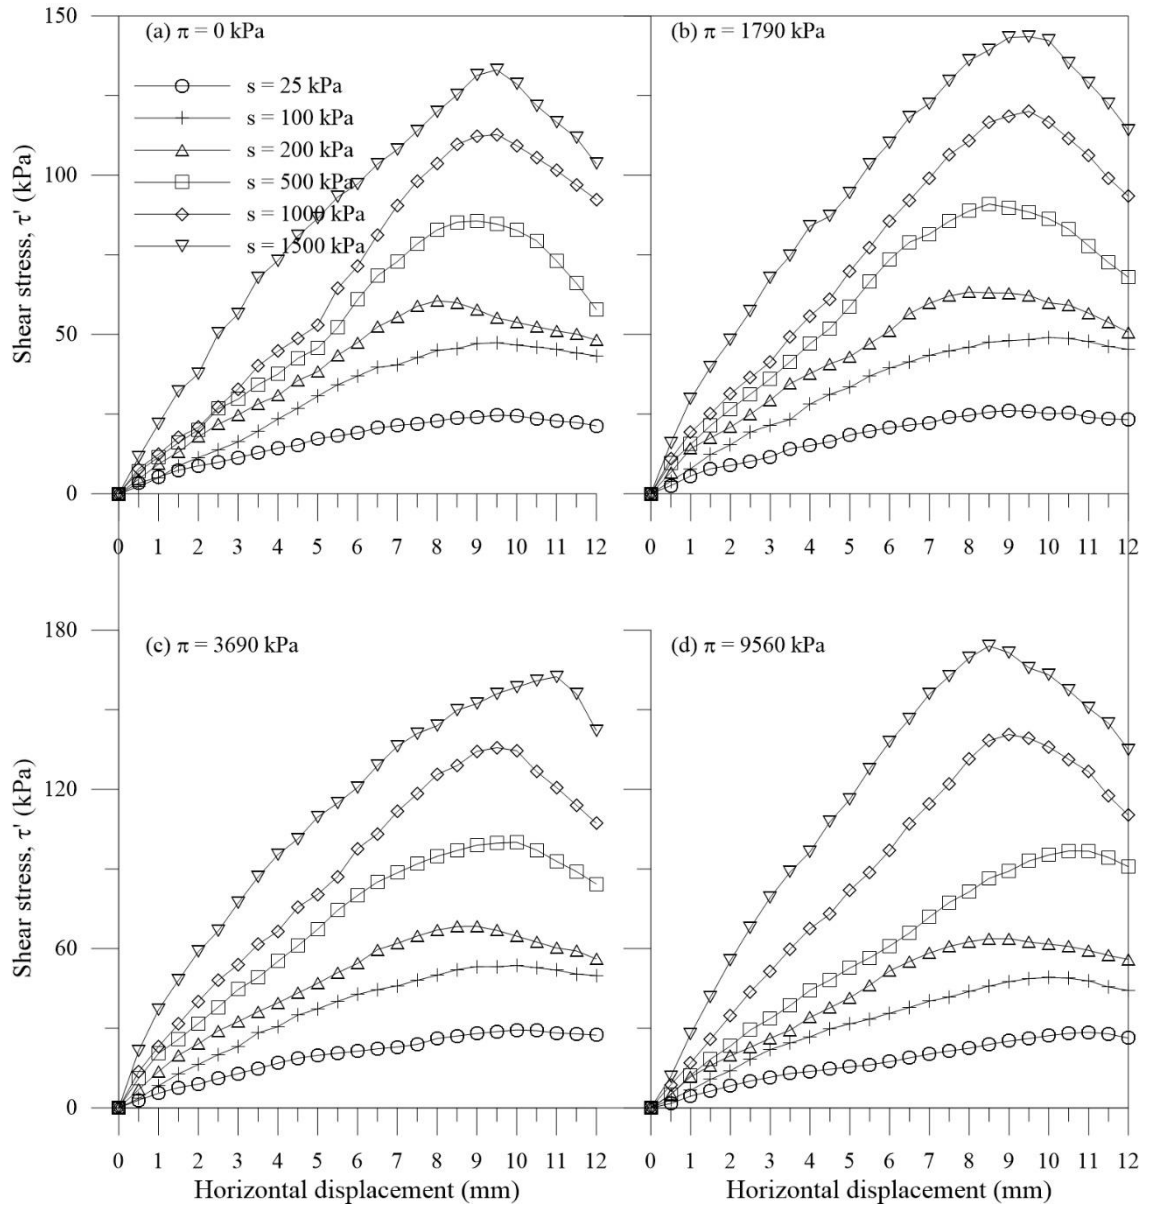 150
(a) π = 0 kPa
(b) π = 1790 kPa
s = 25 kPa
s = 100 kPa
s = 200 kPa
s = 500 kPa
s = 1000 kPa
s = 1500 kPa
100
50
0
Shear stress, τ' (kPa)
0 1 2 3 4 5 6 7 8 9 10 11 12
0 1 2 3 4 5 6 7 8 9 10 11 12
180
(c) π = 3690 kPa
(d) π = 9560 kPa
120
60
0
Shear stress, τ' (kPa)
0 1 2 3 4 5 6 7 8 9 10 11 12
0 1 2 3 4 5 6 7 8 9 10 11 12
Horizontal displacement (mm)
Horizontal displacement (mm)